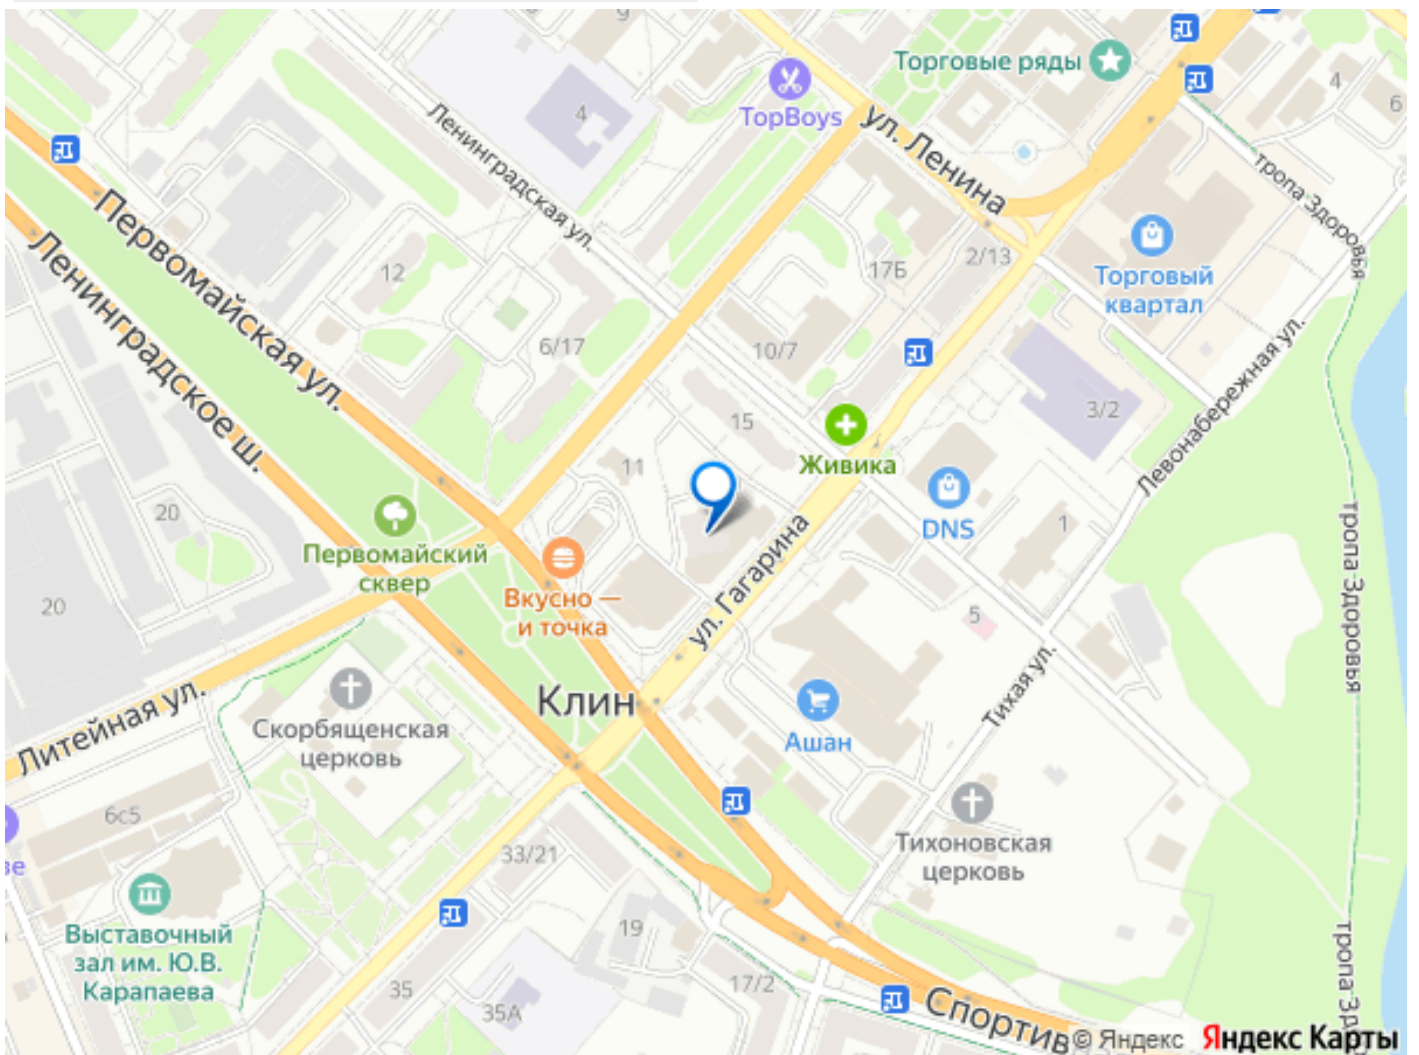 9
Торговые ряды
4
6
TopBoys
4
Ленинградская ул.
ул. Ленина
тропа Здоровья
Первомайская ул.
12
17Б
2/13
Торговый
квартал
Ленинградское ш.
6/17
10/7
Левонабережная ул.
3/2
15
Живика
11
20
DNS
1
тропа Здоровья
Первомайский
сквер
ул. Гагарина
Вкусно —
и точка
20
5
Тихая ул.
Клин
Литейная ул.
Скорбященская
церковь
Ашан
6с5
33/21
Тихоновская
церковь
Выставочный
зал им. Ю.В.
Карапаева
19
17/2
35
35А
Спортив
тропа Зд
© Яндекс Яндекс Карты